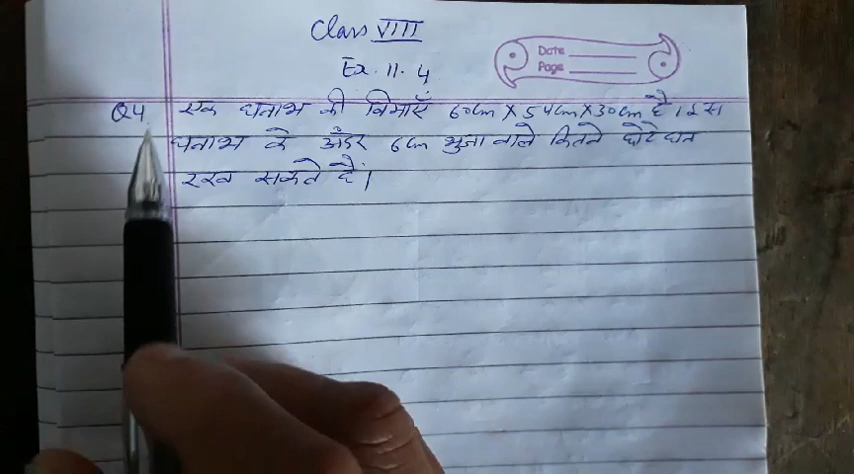 Class VIII
Date
Ex. 11.4
Page
Q4. एक घनाभ की विमाएँ 60cm X 54cm X 30cm है। इस
घनाभ के अंदर 6cm भुजा वाले कितने छोटे घन
रख सकते हैं।